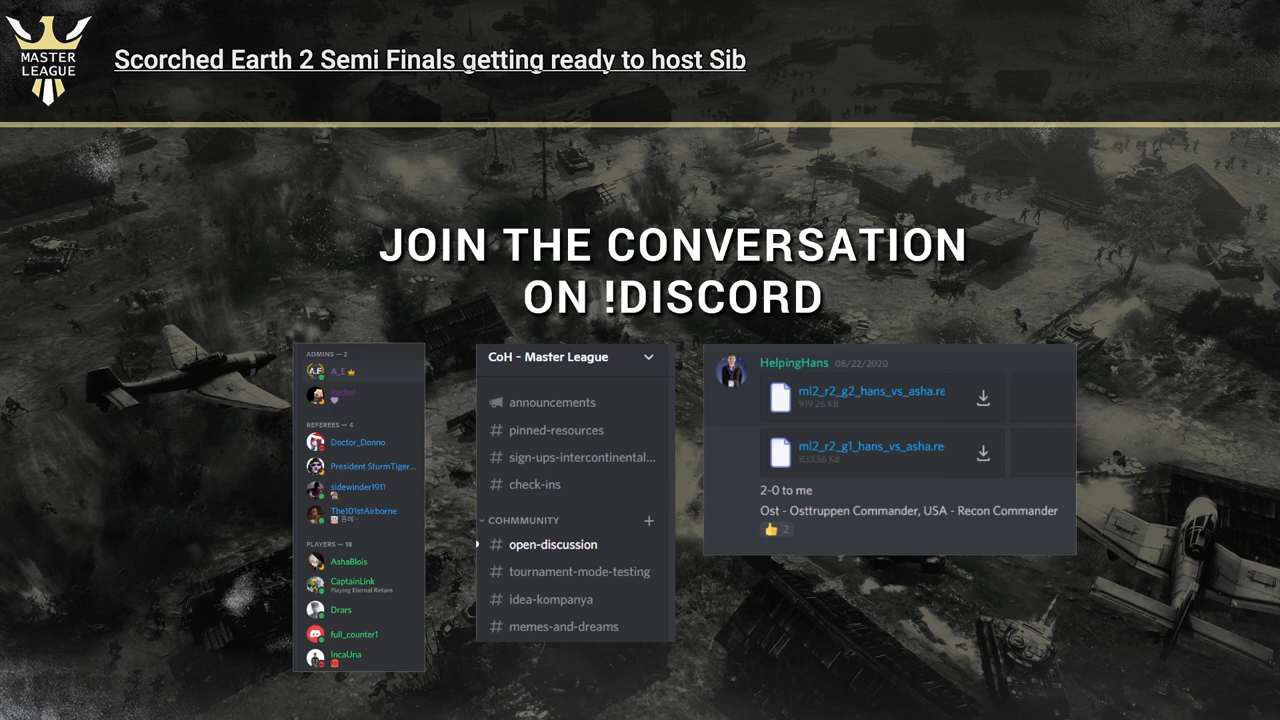 MASTER
LEAGUE
Scorched Earth 2 Semi Finals getting ready to host Sib
JOIN THE CONVERSATION
ON !DISCORD
ADMINS — 2
A_E
Rachel
REFEREES — 4
Doctor_Donno
President SturmTiger...
sidewinder1911
The101stAirborne
PLAYERS — 18
AshaBlois
CaptainLink
Playing Eternal Return
Drars
full_counter1
IncaUna
CoH - Master League
announcements
# pinned-resources
# sign-ups-intercontinental...
# check-ins
COHMMUNITY +
# open-discussion
# tournament-mode-testing
# idea-kompanya
# memes-and-dreams
HelpingHans 08/22/2020
ml2_r2_g2_hans_vs_asha.re
919.26 KB
ml2_r2_g1_hans_vs_asha.re
833.56 KB
2-0 to me
Ost - Osttruppen Commander, USA - Recon Commander
👍 2